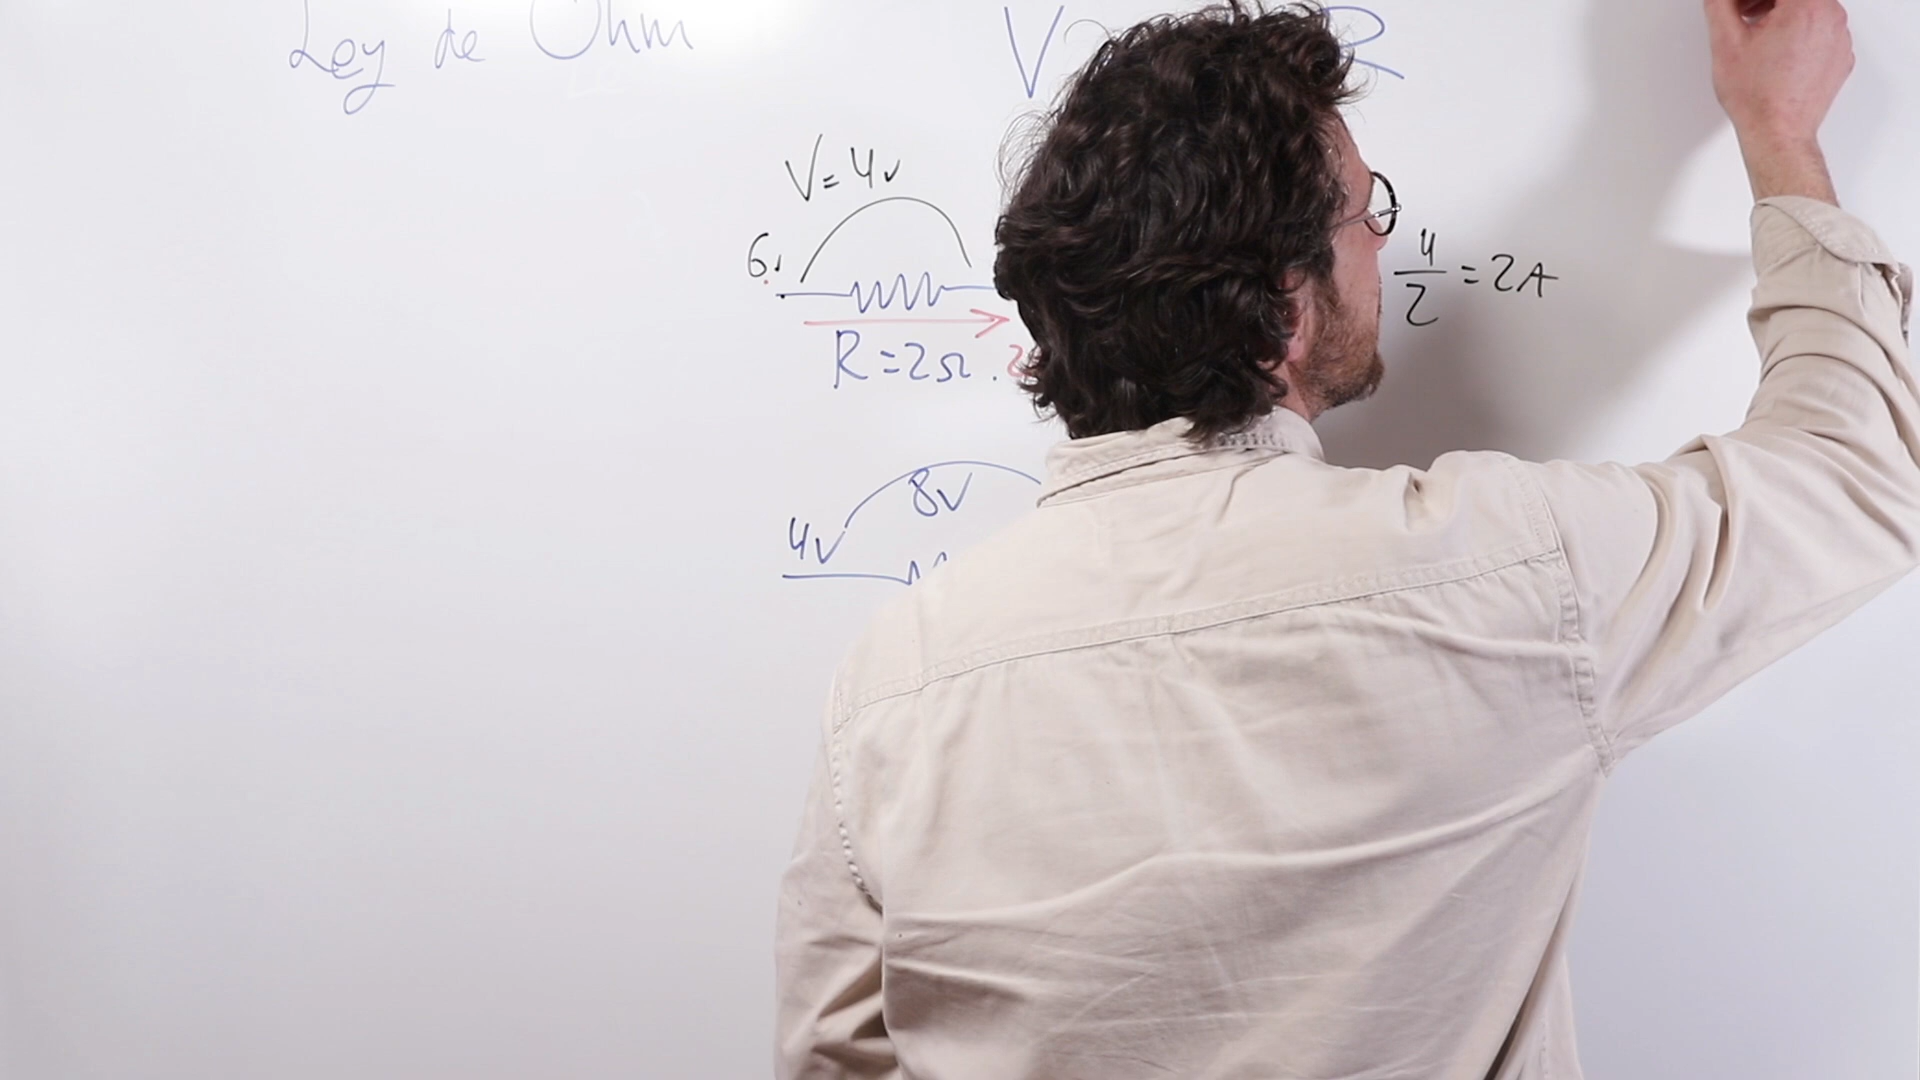 Ley de Ohm
V R
V=4v
6v
4/2 = 2A
R=2Ω
8v
4v